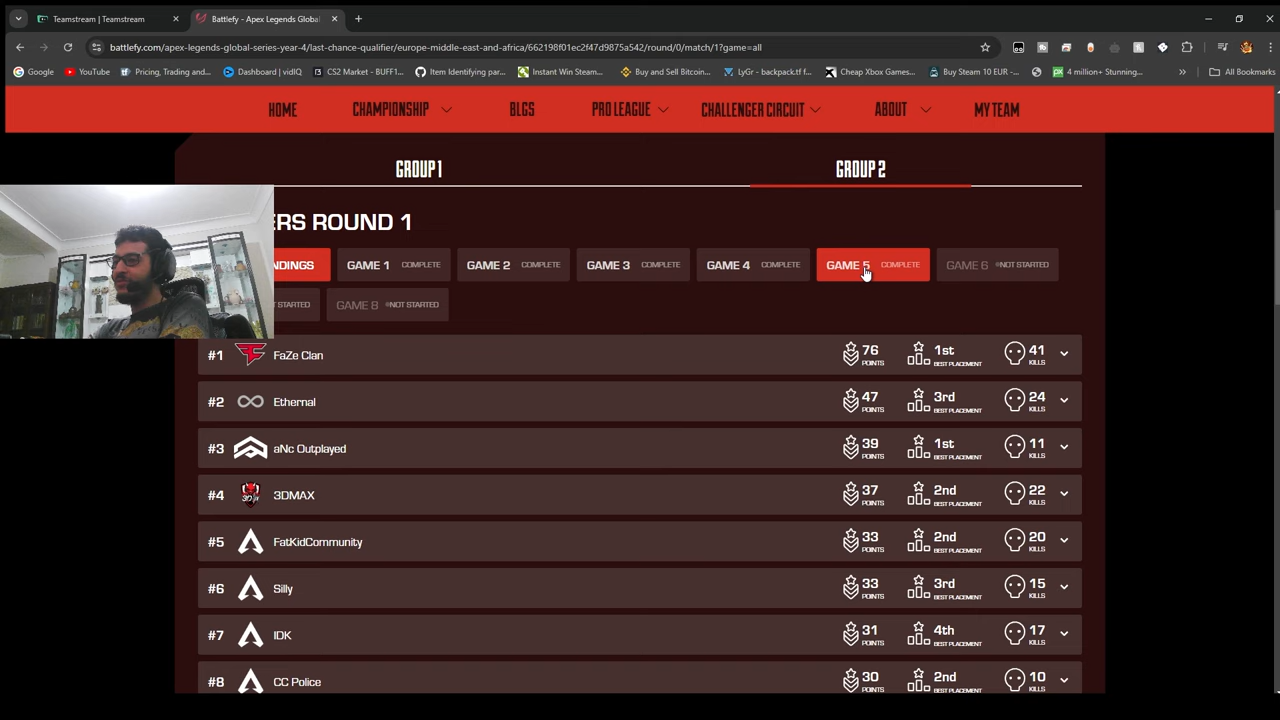 Teamstream | Teamstream
Battlefy - Apex Legends Global
battlefy.com/apex-legends-global-series-year-4/last-chance-qualifier/europe-middle-east-and-africa/662198f01ec2f47d9875a542/round/0/match/1?game=all
Google YouTube Pricing, Trading and... Dashboard | vidIQ CS2 Market - BUFF1... Item Identifying par... Instant Win Steam... Buy and Sell Bitcoin... LyGr - backpack.tf f... Cheap Xbox Games... Buy Steam 10 EUR -... 4 million+ Stunning... All Bookmarks
HOME CHAMPIONSHIP BLGS PRO LEAGUE CHALLENGER CIRCUIT ABOUT MY TEAM
GROUP 1 GROUP 2
ERS ROUND 1
NDINGS GAME 1 COMPLETE GAME 2 COMPLETE GAME 3 COMPLETE GAME 4 COMPLETE GAME 5 COMPLETE GAME 6 NOT STARTED
STARTED GAME 8 NOT STARTED
#1 FaZe Clan 76 POINTS 1st BEST PLACEMENT 41 KILLS
#2 Ethernal 47 POINTS 3rd BEST PLACEMENT 24 KILLS
#3 aNc Outplayed 39 POINTS 1st BEST PLACEMENT 11 KILLS
#4 3DMAX 37 POINTS 2nd BEST PLACEMENT 22 KILLS
#5 FatKidCommunity 33 POINTS 2nd BEST PLACEMENT 20 KILLS
#6 Silly 33 POINTS 3rd BEST PLACEMENT 15 KILLS
#7 IDK 31 POINTS 4th BEST PLACEMENT 17 KILLS
#8 CC Police 30 POINTS 2nd BEST PLACEMENT 10 KILLS